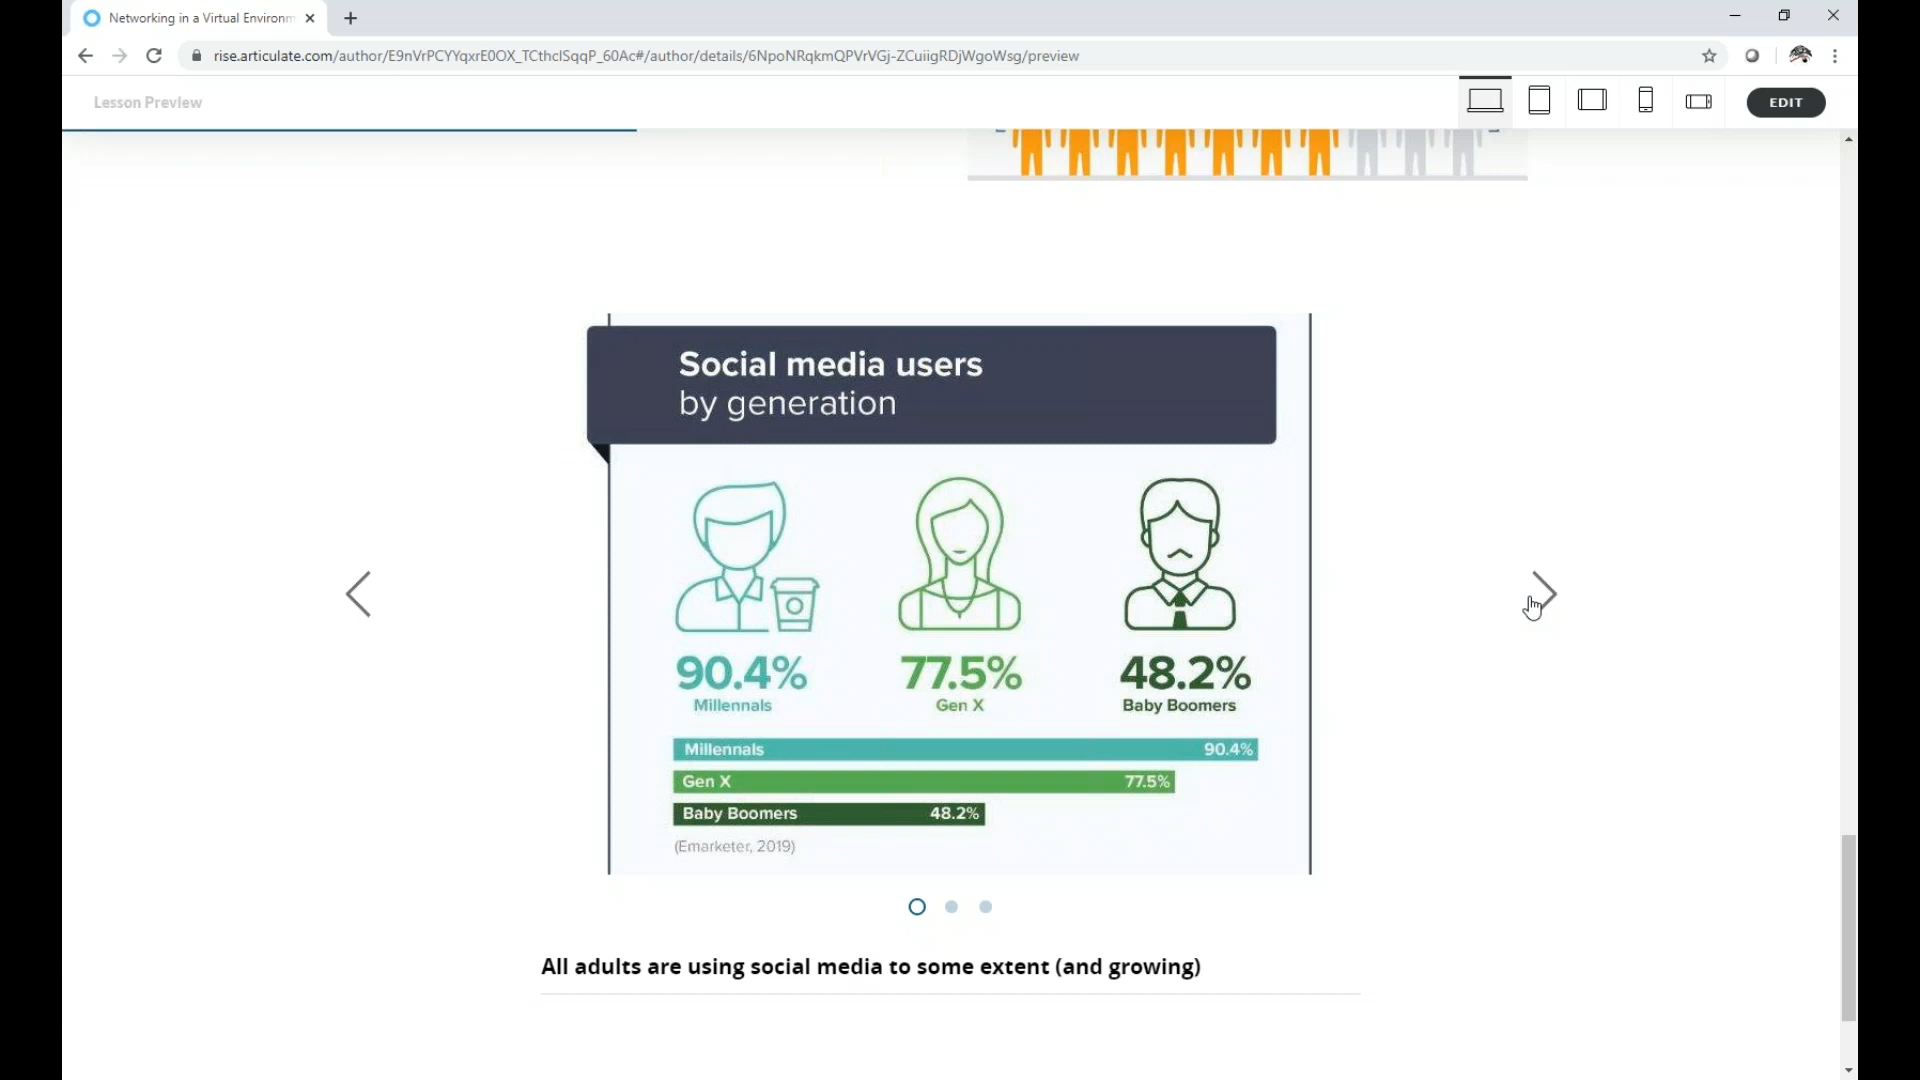 Networking in a Virtual Environm
rise.articulate.com/author/E9nVrPCYYqxrE0OX_TCthclSqqP_60Ac#/author/details/6NpoNRqkmQPVrVGj-ZCuiigRDjWgoWsg/preview
Lesson Preview
EDIT
Social media users
by generation
90.4%
Millennals
77.5%
Gen X
48.2%
Baby Boomers
Millennals 90.4%
Gen X 77.5%
Baby Boomers 48.2%
(Emarketer, 2019)
All adults are using social media to some extent (and growing)